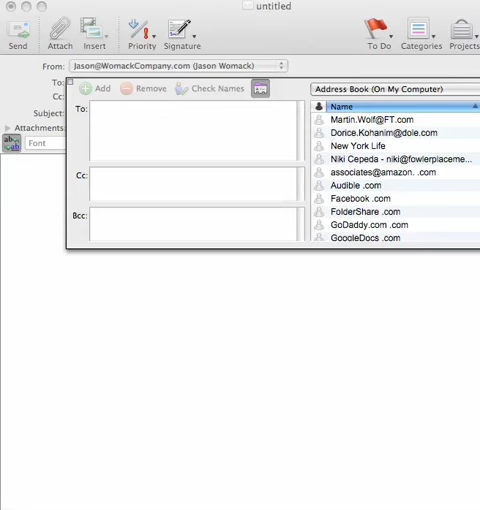 untitled
Send Attach Insert Priority Signature To Do Categories Projects
From: Jason@WomackCompany.com (Jason Womack)
To:
Cc:
Subject:
Attachments
Font
Add Remove Check Names
To:
Cc:
Bcc:
Address Book (On My Computer)
Name
Martin.Wolf@FT.com
Dorice.Kohanim@dole.com
New York Life
Niki Cepeda - niki@fowlerplaceme...
associates@amazon. .com
Audible .com
Facebook .com
FolderShare .com
GoDaddy.com .com
GoogleDocs .com